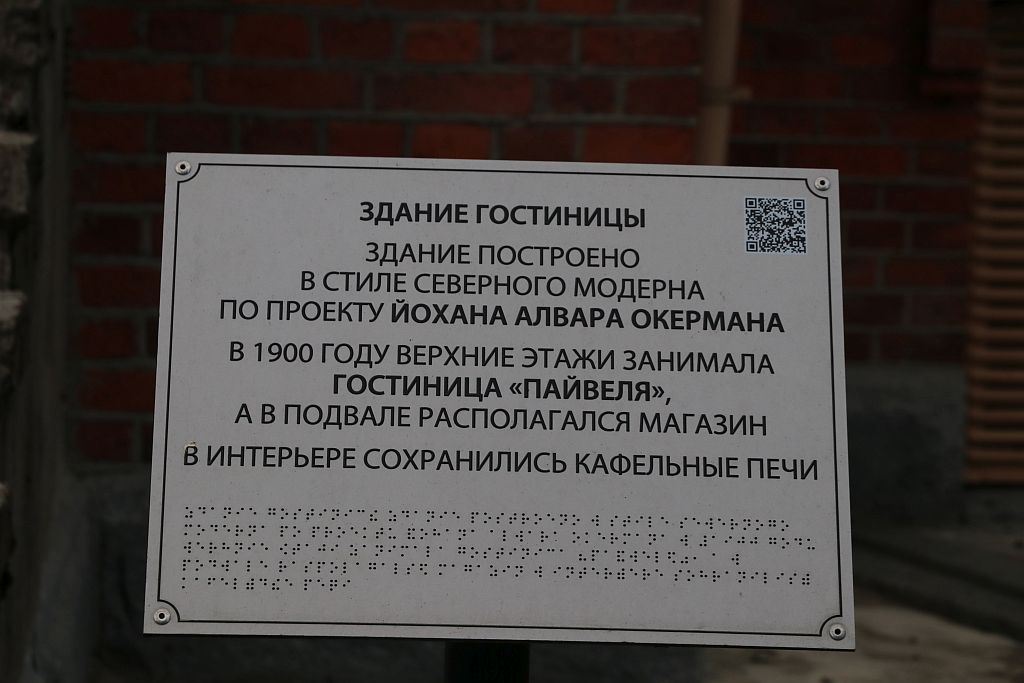 ЗДАНИЕ ГОСТИНИЦЫ
ЗДАНИЕ ПОСТРОЕНО
В СТИЛЕ СЕВЕРНОГО МОДЕРНА
ПО ПРОЕКТУ ЙОХАНА АЛВАРА ОКЕРМАНА
В 1900 ГОДУ ВЕРХНИЕ ЭТАЖИ ЗАНИМАЛА
ГОСТИНИЦА «ПАЙВЕЛЯ»,
А В ПОДВАЛЕ РАСПОЛАГАЛСЯ МАГАЗИН
В ИНТЕРЬЕРЕ СОХРАНИЛИСЬ КАФЕЛЬНЫЕ ПЕЧИ